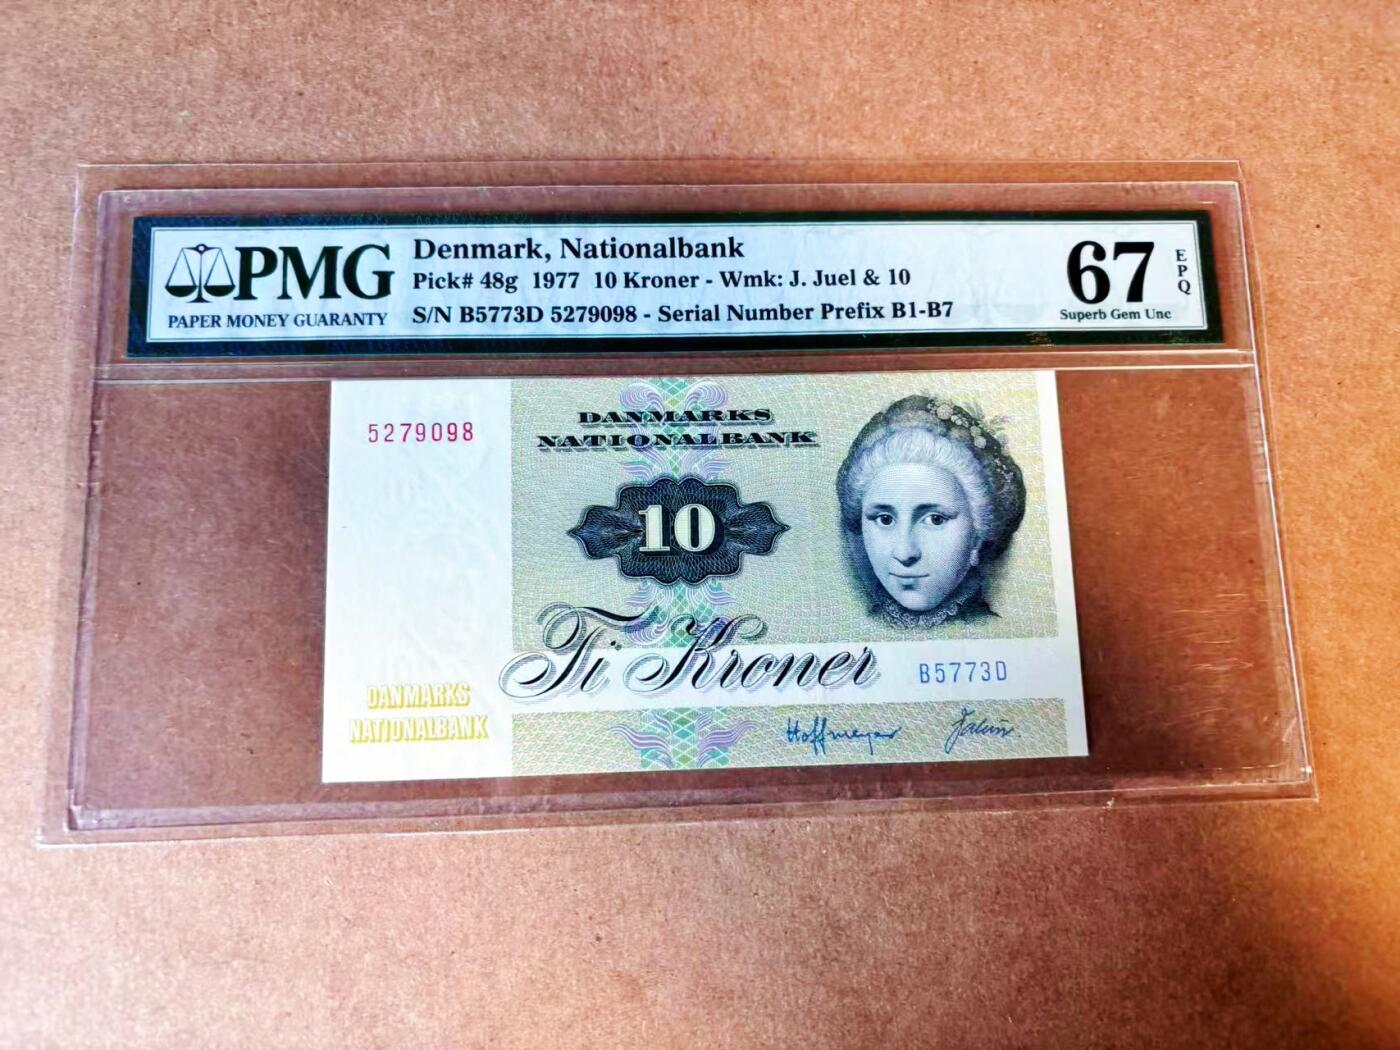 PMG
PAPER MONEY GUARANTY
Denmark, Nationalbank
Pick# 48g 1977 10 Kroner - Wmk: J. Juel & 10
S/N B5773D 5279098 - Serial Number Prefix B1-B7
67
EPQ
Superb Gem Unc
5279098
DANMARKS
NATIONALBANK
10
Ti Kroner
B5773D
DANMARKS
NATIONALBANK
Hoffmeyer